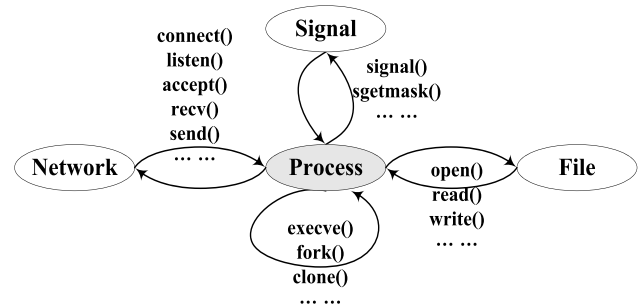 Signal
connect()
listen()
accept()
recv()
send()
... ...
signal()
sgetmask()
... ...
Network
Process
File
open()
read()
write()
... ...
execve()
fork()
clone()
... ...